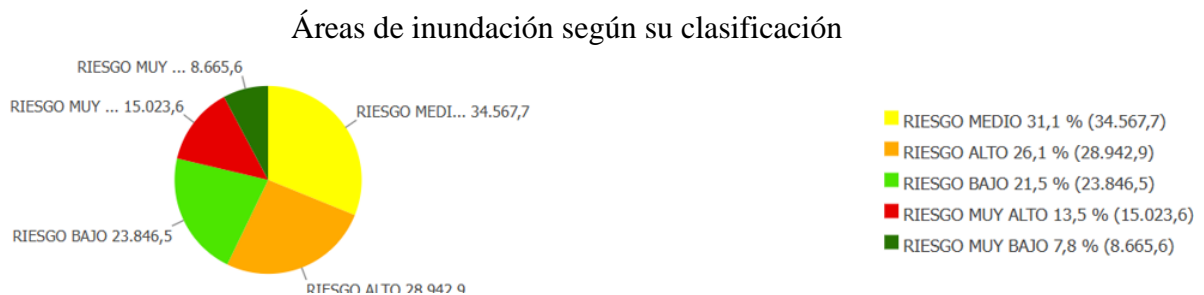 Áreas de inundación según su clasificación
RIESGO MUY ... 8.665,6
RIESGO MUY ... 15.023,6
RIESGO MEDI... 34.567,7
RIESGO BAJO 23.846,5
RIESGO ALTO 28.942,9
RIESGO MEDIO 31,1 % (34.567,7)
RIESGO ALTO 26,1 % (28.942,9)
RIESGO BAJO 21,5 % (23.846,5)
RIESGO MUY ALTO 13,5 % (15.023,6)
RIESGO MUY BAJO 7,8 % (8.665,6)